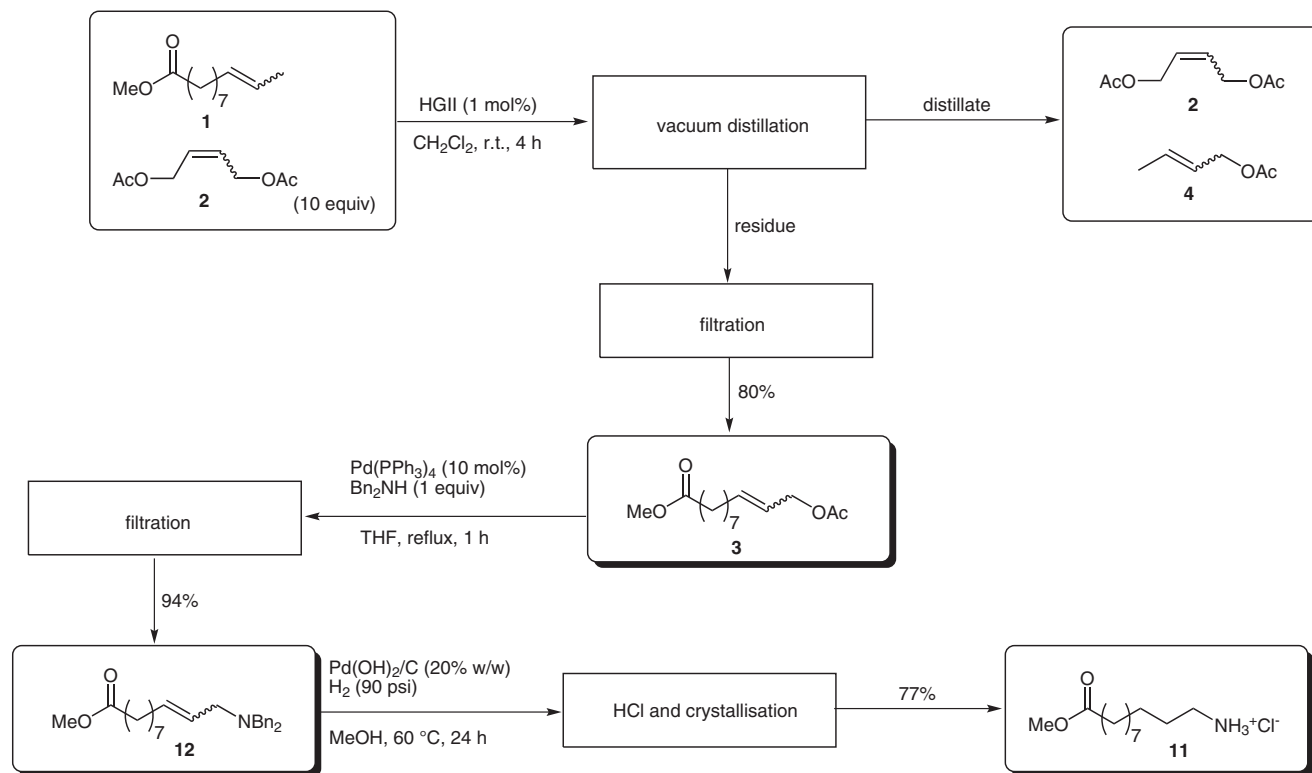 O
MeO
7
1
AcO
OAc
2
(10 equiv)
HGII (1 mol%)
CH₂Cl₂, r.t., 4 h
vacuum distillation
distillate
AcO
OAc
2
OAc
4
residue
filtration
80%
O
MeO
7
OAc
3
Pd(PPh₃)₄ (10 mol%)
Bn₂NH (1 equiv)
THF, reflux, 1 h
filtration
94%
O
MeO
7
NBn₂
12
Pd(OH)₂/C (20% w/w)
H₂ (90 psi)
MeOH, 60 °C, 24 h
HCl and crystallisation
77%
O
MeO
7
NH₃⁺Cl⁻
11